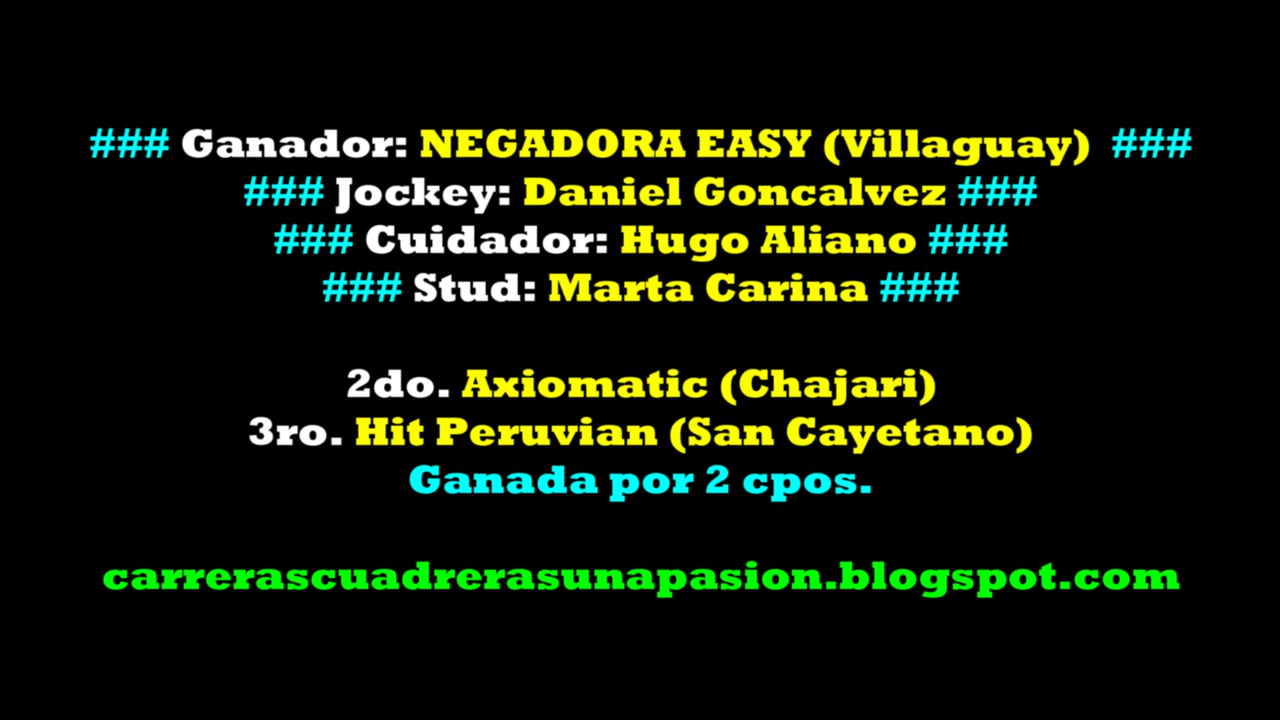 ### Ganador: NEGADORA EASY (Villaguay) ###
### Jockey: Daniel Goncalvez ###
### Cuidador: Hugo Aliano ###
### Stud: Marta Carina ###
2do. Axiomatic (Chajari)
3ro. Hit Peruvian (San Cayetano)
Ganada por 2 cpos.
carrerascuadrerasunapasion.blogspot.com